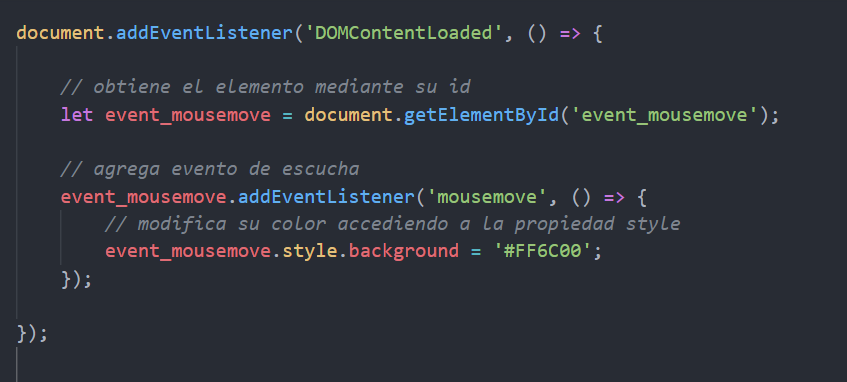 document.addEventListener('DOMContentLoaded', () => {
// obtiene el elemento mediante su id
let event_mousemove = document.getElementById('event_mousemove');
// agrega evento de escucha
event_mousemove.addEventListener('mousemove', () => {
// modifica su color accediendo a la propiedad style
event_mousemove.style.background = '#FF6C00';
});
});